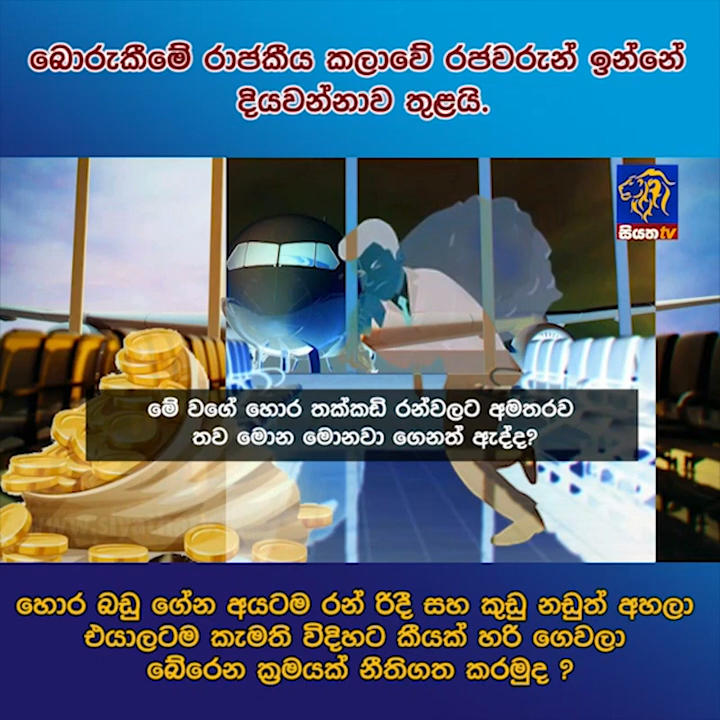 බොරුකීමේ රාජකීය කලාවේ රජවරුන් ඉන්නේ
දියවන්නාව තුළයි.
සියත tv
මේ වගේ හොර තක්කඩි රන්වලට අමතරව
තව මොන මොනවා ගෙනත් ඇද්ද?
හොර බඩු ගේන අයටම රන් රිදී සහ කුඩු නඩුත් අහලා
එයාලටම කැමති විදිහට කීයක් හරි ගෙවලා
බේරෙන ක්‍රමයක් නීතිගත කරමුද ?